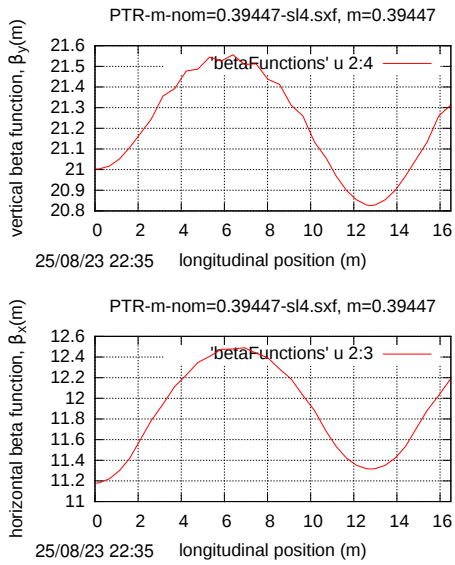 PTR-m-nom=0.39447-sl4.sxf, m=0.39447
21.6
21.5
21.4
21.3
21.2
21.1
21
20.9
20.8
vertical beta function, βy(m)
'betaFunctions' u 2:4
0 2 4 6 8 10 12 14 16
25/08/23 22:35 longitudinal position (m)
PTR-m-nom=0.39447-sl4.sxf, m=0.39447
12.6
12.4
12.2
12
11.8
11.6
11.4
11.2
11
horizontal beta function, βx(m)
'betaFunctions' u 2:3
0 2 4 6 8 10 12 14 16
25/08/23 22:35 longitudinal position (m)